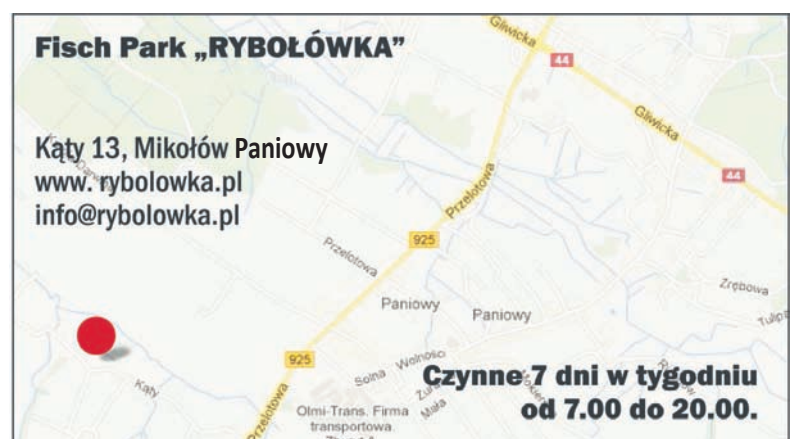 Fisch Park „RYBOŁÓWKA”
Gliwicka
44
Gliwicka
44
Kąty 13, Mikołów Paniowy
www. rybolowka.pl
info@rybolowka.pl
Przelotowa
925
Przelotowa
Zrębowa
Paniowy
Paniowy
925
Wolności
Solna
Kąty
Mała
Przelotowa
Olmi-Trans. Firma
transportowa.
Czynne 7 dni w tygodniu
od 7.00 do 20.00.